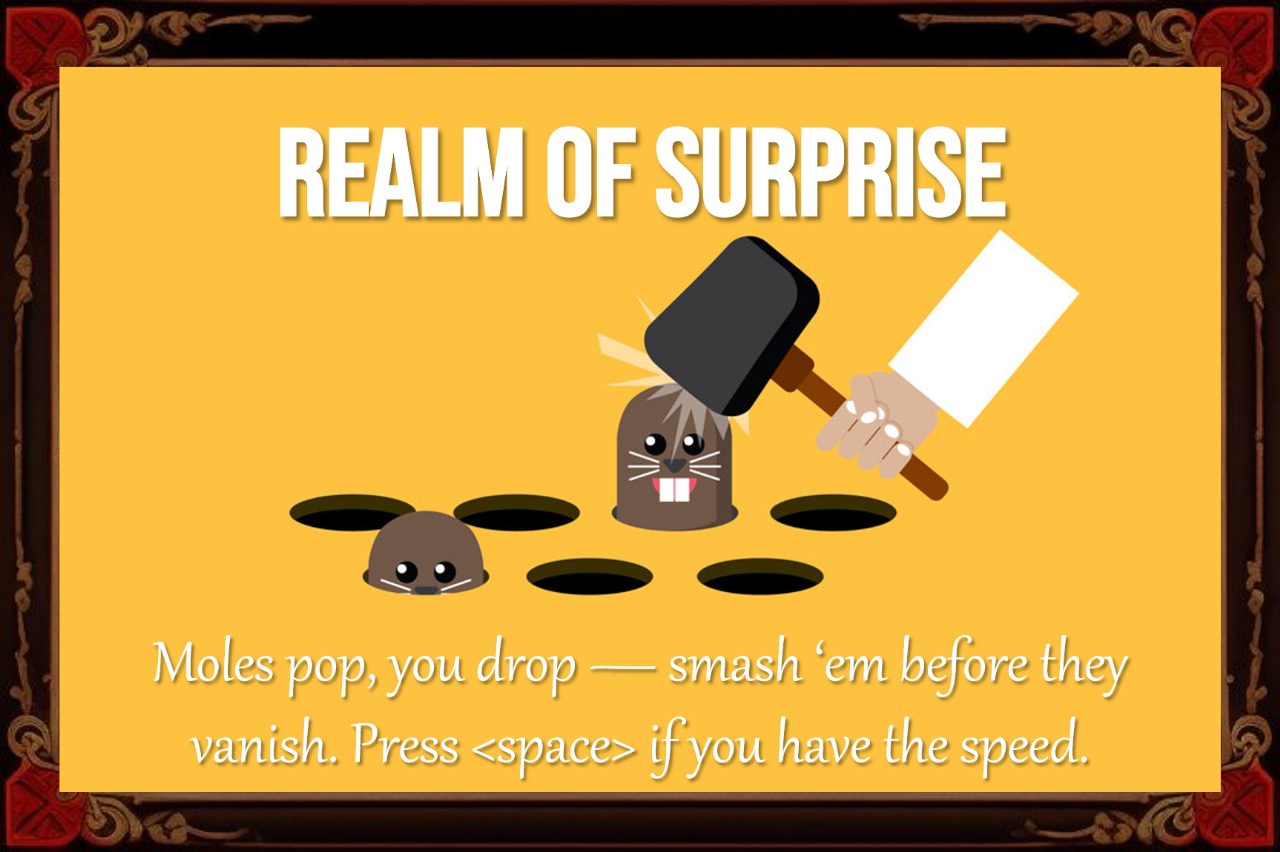 REALM OF SURPRISE
Moles pop, you drop — smash ‘em before they
vanish. Press <space> if you have the speed.